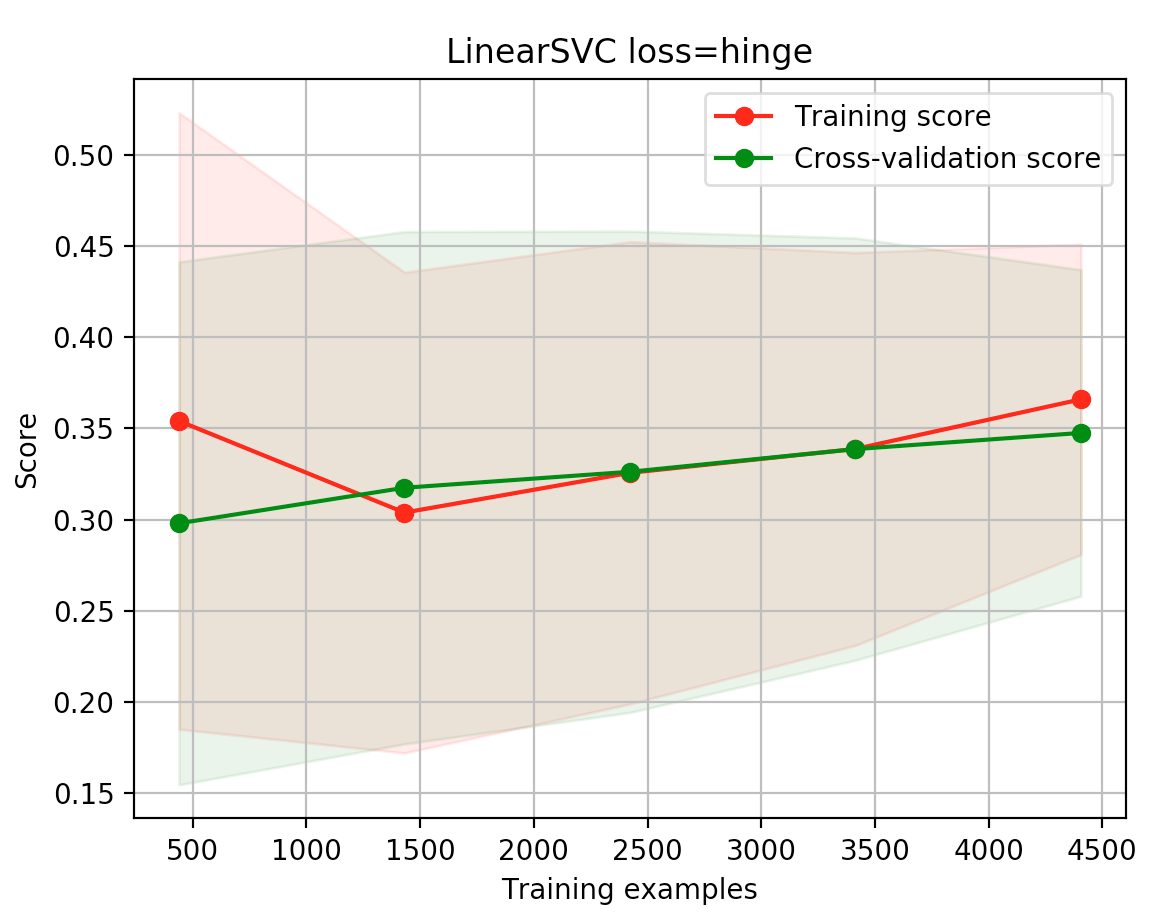 LinearSVC loss=hinge
Training score
Cross-validation score
0.50
0.45
0.40
0.35
0.30
0.25
0.20
0.15
Score
500 1000 1500 2000 2500 3000 3500 4000 4500
Training examples